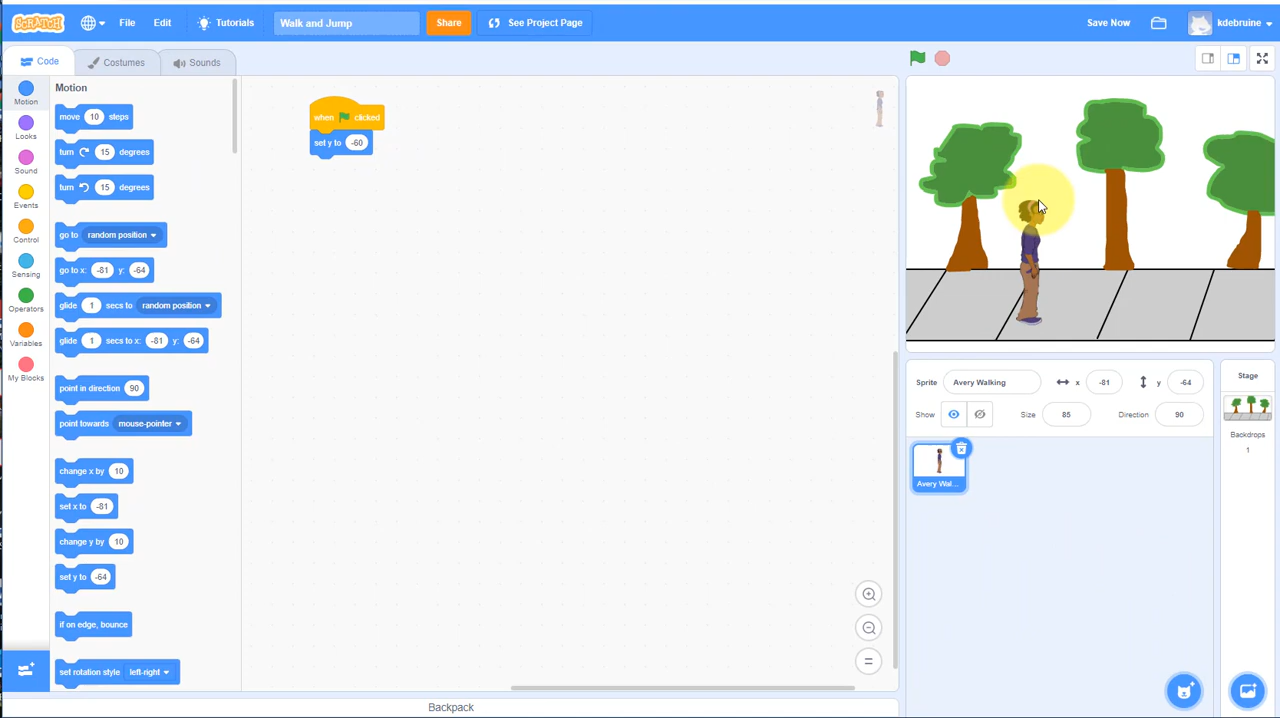 SCRATCH
File
Edit
Tutorials
Walk and Jump
Share
See Project Page
Save Now
kdebruine
Code
Costumes
Sounds
Motion
Looks
Sound
Events
Control
Sensing
Operators
Variables
My Blocks
Motion
move 10 steps
turn 15 degrees
turn 15 degrees
go to random position
go to x: -81 y: -64
glide 1 secs to random position
glide 1 secs to x: -81 y: -64
point in direction 90
point towards mouse-pointer
change x by 10
set x to -81
change y by 10
set y to -64
if on edge, bounce
set rotation style left-right
when clicked
set y to -60
Sprite Avery Walking x -81 y -64
Show Size 85 Direction 90
Avery Wal...
Stage
Backdrops
1
Backpack